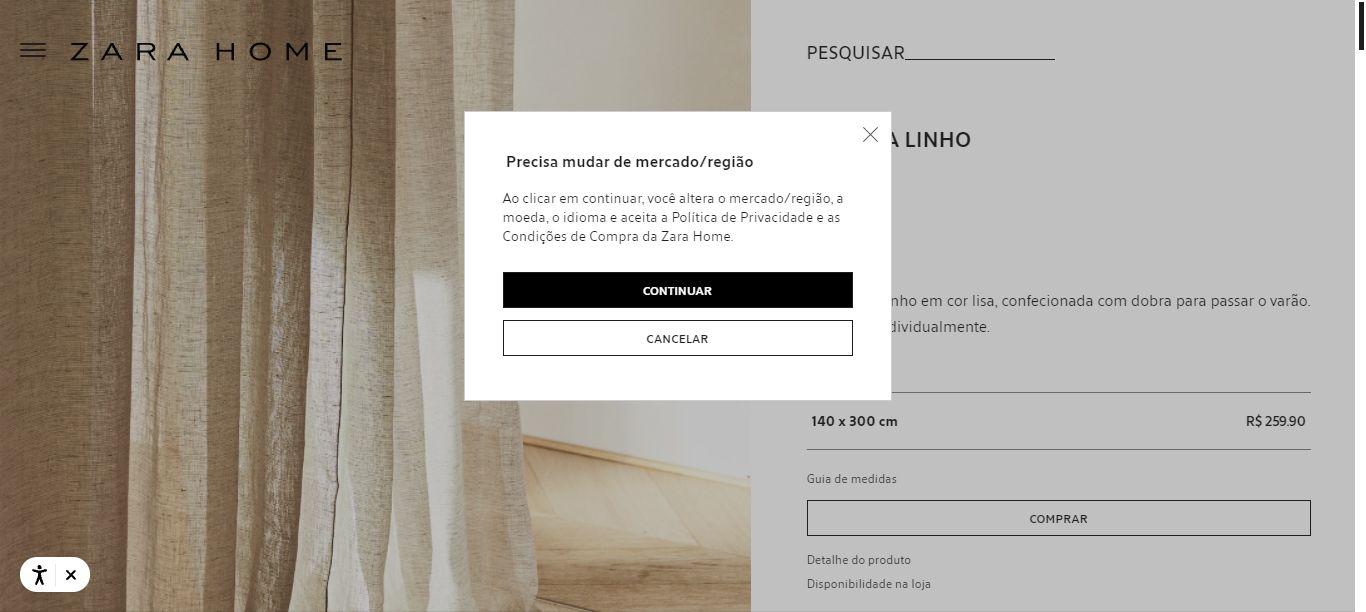 ZARA HOME
PESQUISAR
LINHO
Precisa mudar de mercado/região
Ao clicar em continuar, você altera o mercado/região, a
moeda, o idioma e aceita a Política de Privacidade e as
Condições de Compra da Zara Home.
CONTINUAR
CANCELAR
em cor lisa, confecionada com dobra para passar o varão.
140 x 300 cm
R$ 259.90
Guia de medidas
COMPRAR
Detalhe do produto
Disponibilidade na loja